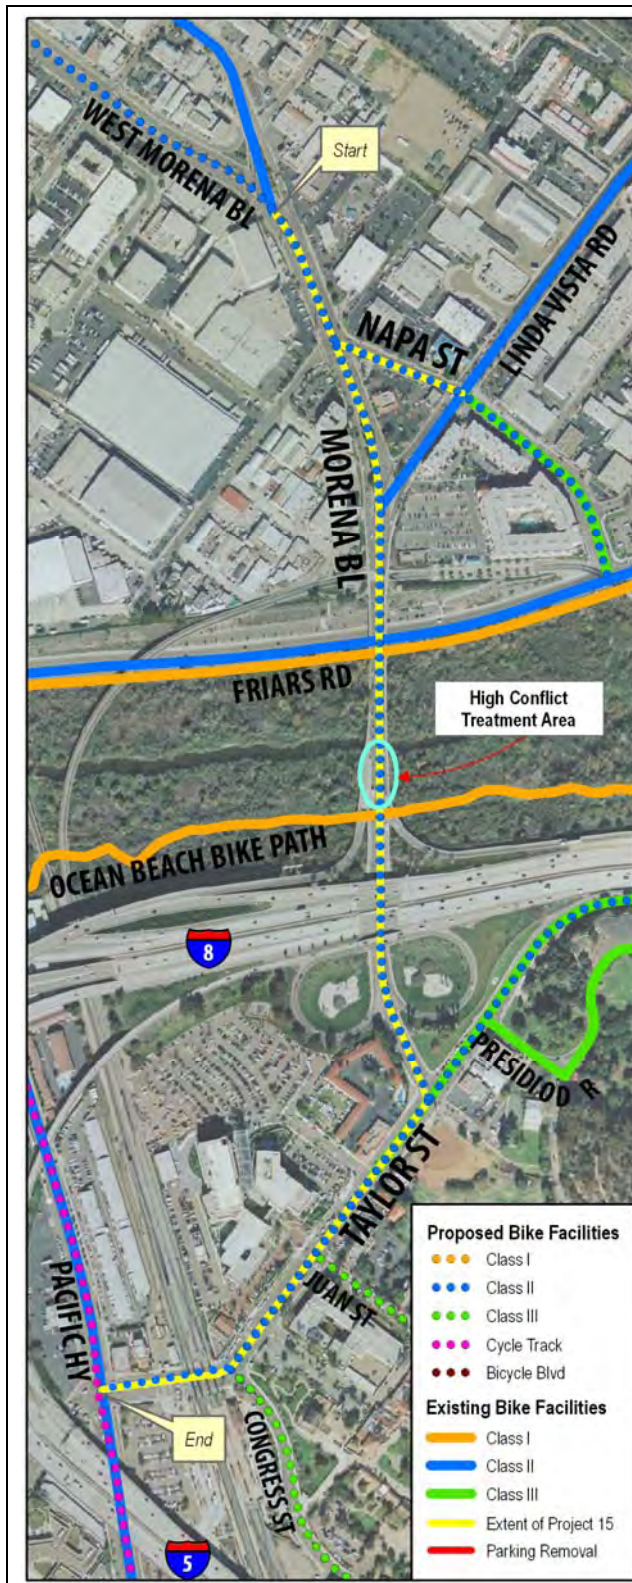 WEST MORENA BL
Start
LINDA VISTA RD
NAPA ST
MORENA BL
FRIARS RD
High Conflict
Treatment Area
OCEAN BEACH BIKE PATH
8
PRESIDIO D R
TAYLOR ST
JUAN ST
PACIFIC HY
End
CONGRESS ST
5
Proposed Bike Facilities
Class I
Class II
Class III
Cycle Track
Bicycle Blvd
Existing Bike Facilities
Class I
Class II
Class III
Extent of Project 15
Parking Removal